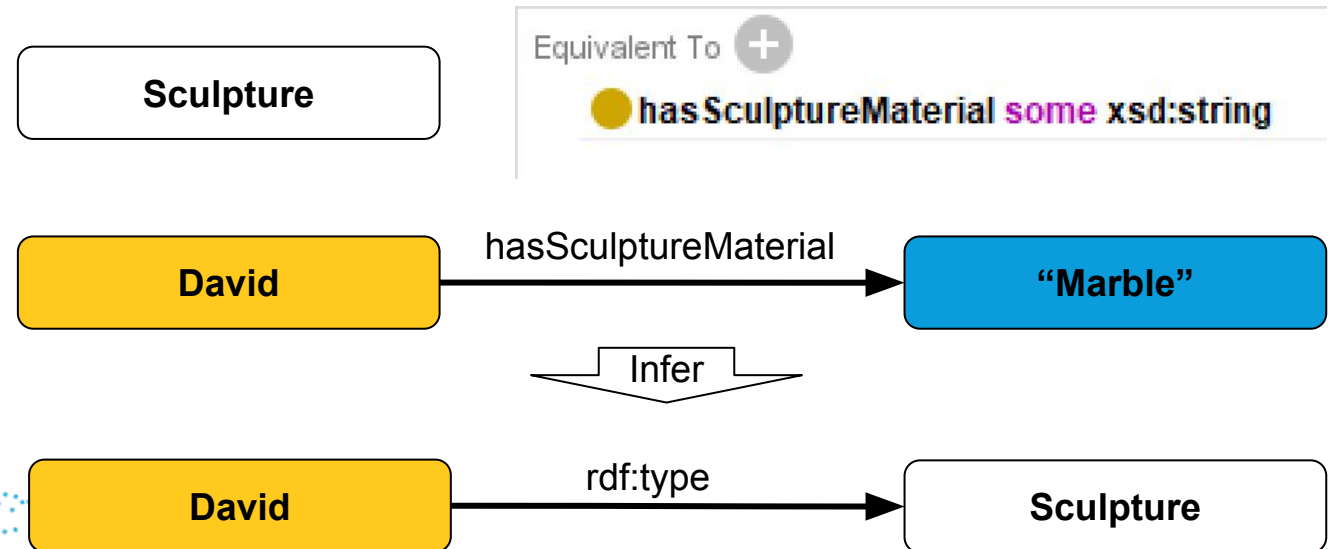 Sculpture
Equivalent To +
hasSculptureMaterial some xsd:string
hasSculptureMaterial
David
“Marble”
Infer
rdf:type
David
Sculpture